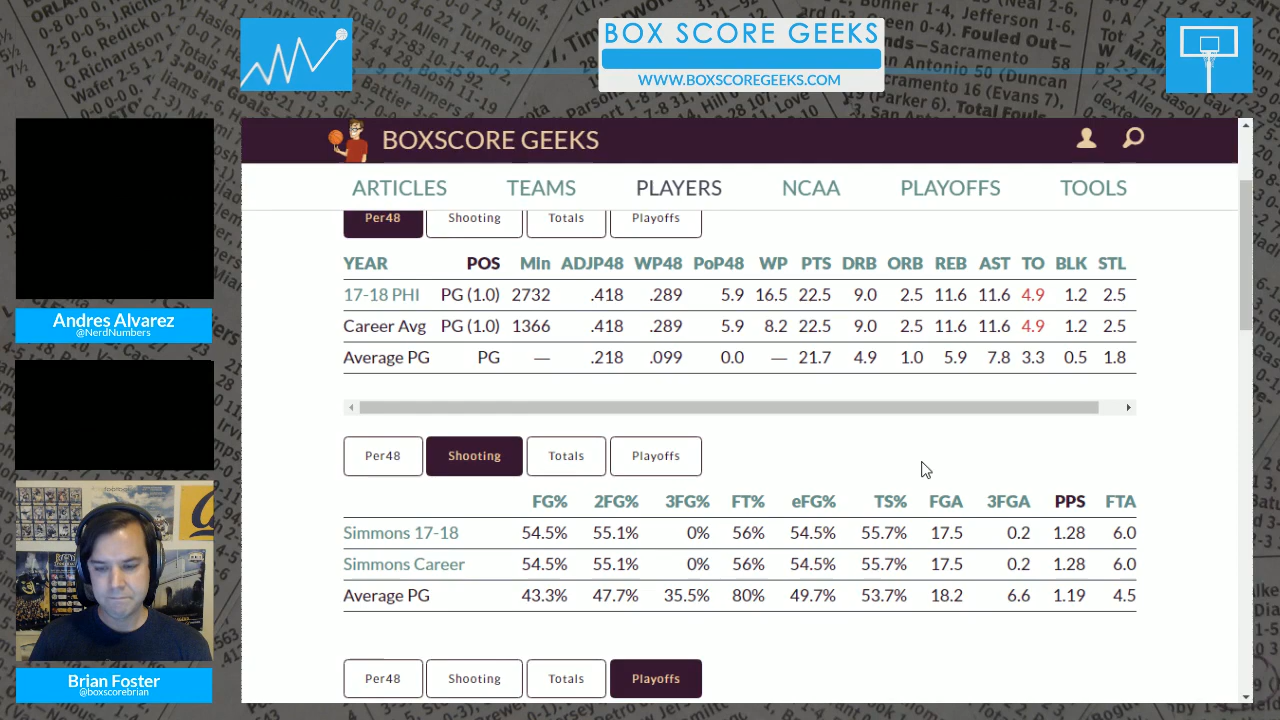 BOX SCORE GEEKS
WWW.BOXSCOREGEEKS.COM
BOXSCORE GEEKS
ARTICLES TEAMS PLAYERS NCAA PLAYOFFS TOOLS
Per48 Shooting Totals Playoffs
YEAR POS MIn ADJP48 WP48 PoP48 WP PTS DRB ORB REB AST TO BLK STL
17-18 PHI PG (1.0) 2732 .418 .289 5.9 16.5 22.5 9.0 2.5 11.6 11.6 4.9 1.2 2.5
Career Avg PG (1.0) 1366 .418 .289 5.9 8.2 22.5 9.0 2.5 11.6 11.6 4.9 1.2 2.5
Average PG PG — .218 .099 0.0 — 21.7 4.9 1.0 5.9 7.8 3.3 0.5 1.8
Per48 Shooting Totals Playoffs
FG% 2FG% 3FG% FT% eFG% TS% FGA 3FGA PPS FTA
Simmons 17-18 54.5% 55.1% 0% 56% 54.5% 55.7% 17.5 0.2 1.28 6.0
Simmons Career 54.5% 55.1% 0% 56% 54.5% 55.7% 17.5 0.2 1.28 6.0
Average PG 43.3% 47.7% 35.5% 80% 49.7% 53.7% 18.2 6.6 1.19 4.5
Per48 Shooting Totals Playoffs
Andres Alvarez
@NerdNumbers
Brian Foster
@boxscorebrian